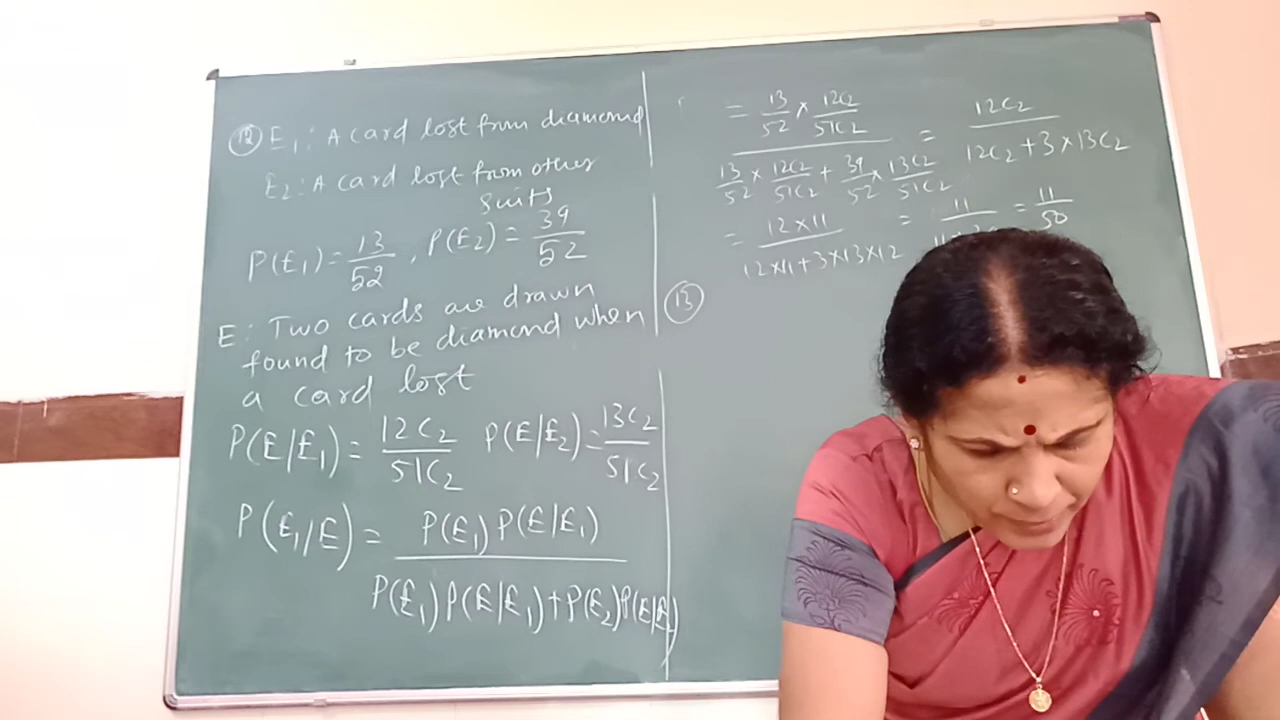 (12) E₁: A card lost from diamond
E₂: A card lost from other
suits
P(E₁) = 13/52 , P(E₂) = 39/52
E: Two cards are drawn
found to be diamond when
a card lost
P(E/E₁) = 12C₂/51C₂ P(E/E₂) = 13C₂/51C₂
P(E₁/E) = P(E₁)P(E/E₁)
P(E₁)P(E/E₁)+P(E₂)P(E/E₂)
= 13/52 × 12C₂/51C₂ = 12C₂
13/52 × 12C₂/51C₂ + 39/52 × 13C₂/51C₂ 12C₂+3×13C₂
= 12×11 = 11 = 11/50
12×11+3×13×12
(13)